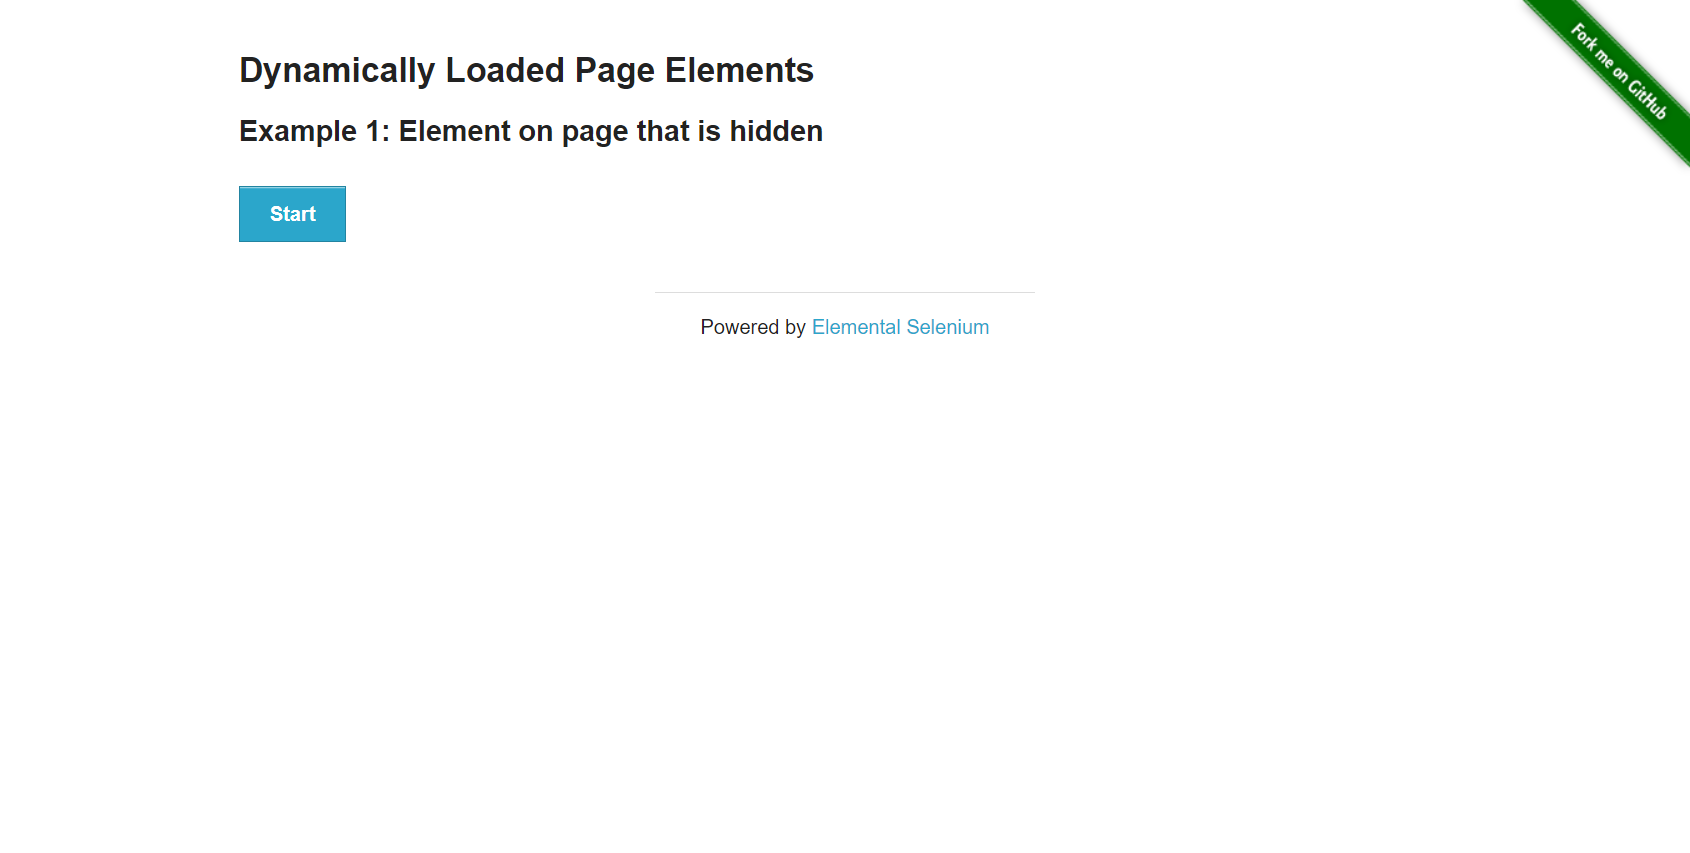 Dynamically Loaded Page Elements
Example 1: Element on page that is hidden
Start
Powered by Elemental Selenium
Fork me on GitHub